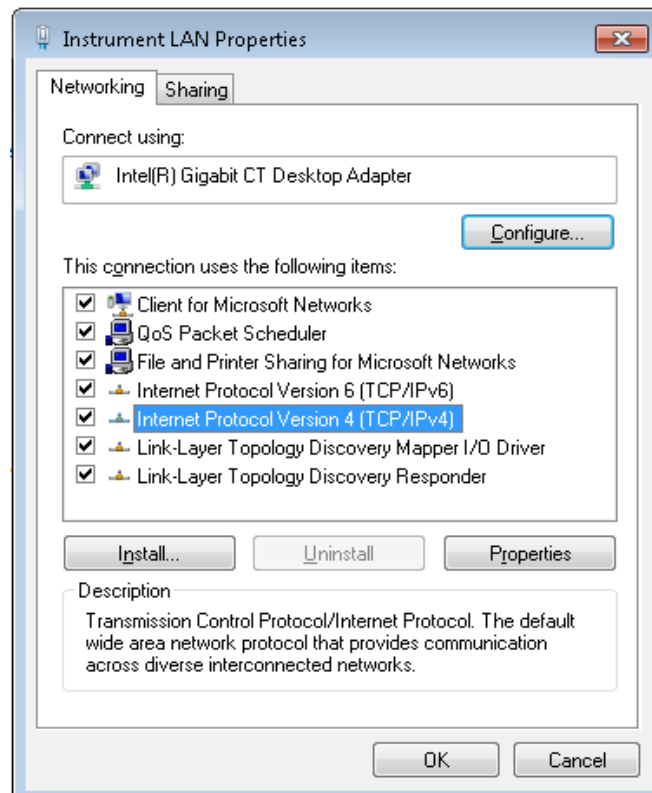 Instrument LAN Properties
Networking
Sharing
Connect using:
Intel(R) Gigabit CT Desktop Adapter
Configure...
This connection uses the following items:
Client for Microsoft Networks
QoS Packet Scheduler
File and Printer Sharing for Microsoft Networks
Internet Protocol Version 6 (TCP/IPv6)
Internet Protocol Version 4 (TCP/IPv4)
Link-Layer Topology Discovery Mapper I/O Driver
Link-Layer Topology Discovery Responder
Install...
Uninstall
Properties
Description
Transmission Control Protocol/Internet Protocol. The default
wide area network protocol that provides communication
across diverse interconnected networks.
OK
Cancel